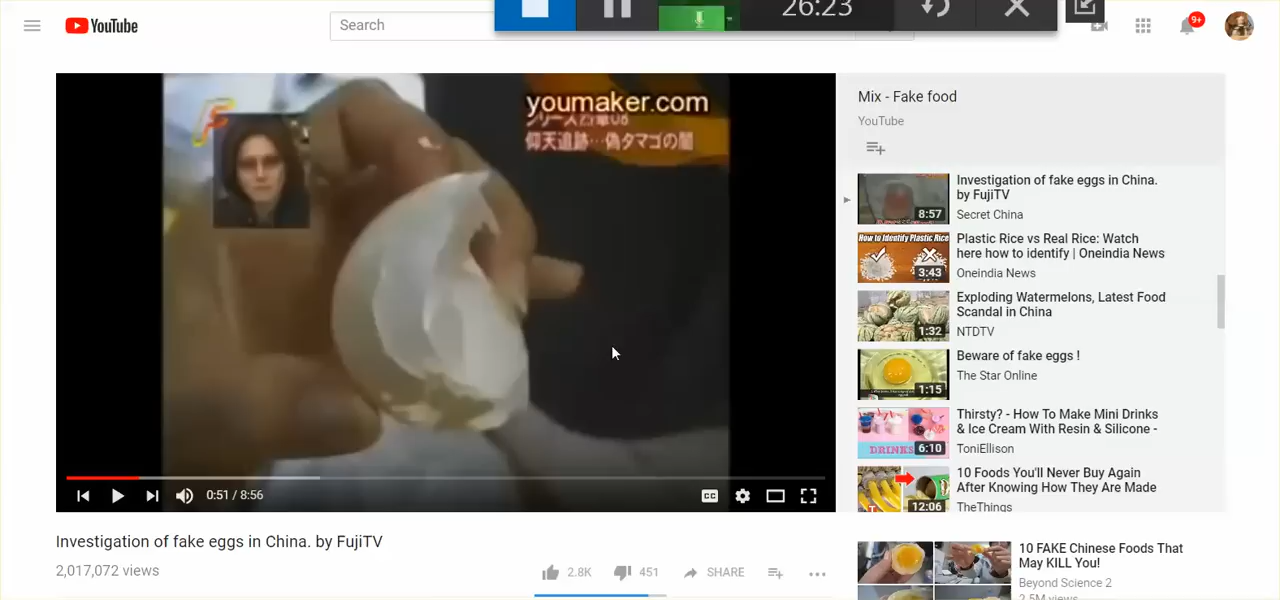 26:23
YouTube
Search
9+
youmaker.com
仰天追跡…偽タマゴの闇
0:51 / 8:56
CC
Investigation of fake eggs in China. by FujiTV
2,017,072 views
2.8K
451
SHARE
Mix - Fake food
YouTube
Investigation of fake eggs in China.
by FujiTV
Secret China
8:57
How to Identify Plastic Rice
Plastic Rice vs Real Rice: Watch
here how to identify | Oneindia News
Oneindia News
3:43
Exploding Watermelons, Latest Food
Scandal in China
NTDTV
1:32
Beware of fake eggs !
The Star Online
1:15
Thirsty? - How To Make Mini Drinks
& Ice Cream With Resin & Silicone -
ToniEllison
DRINKS
6:10
10 Foods You'll Never Buy Again
After Knowing How They Are Made
TheThings
12:06
10 FAKE Chinese Foods That
May KILL You!
Beyond Science 2
2.5M views